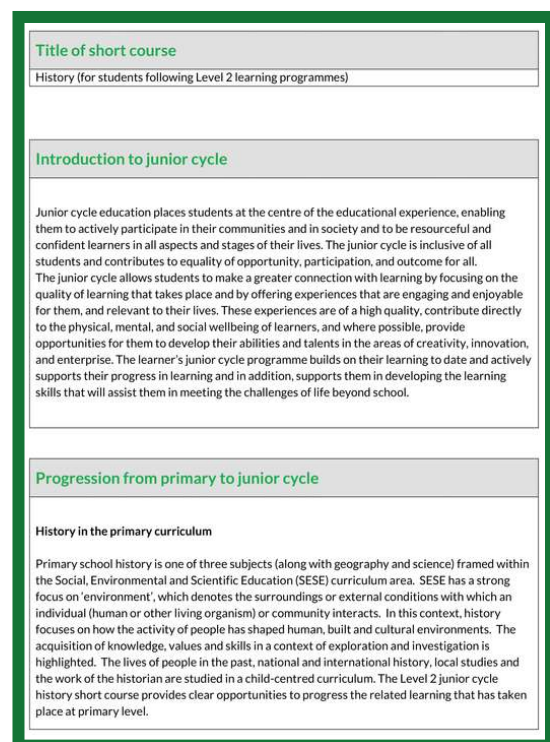 Title of short course
History (for students following Level 2 learning programmes)
Introduction to junior cycle
Junior cycle education places students at the centre of the educational experience, enabling
them to actively participate in their communities and in society and to be resourceful and
confident learners in all aspects and stages of their lives. The junior cycle is inclusive of all
students and contributes to equality of opportunity, participation, and outcome for all.
The junior cycle allows students to make a greater connection with learning by focusing on the
quality of learning that takes place and by offering experiences that are engaging and enjoyable
for them, and relevant to their lives. These experiences are of a high quality, contribute directly
to the physical, mental, and social wellbeing of learners, and where possible, provide
opportunities for them to develop their abilities and talents in the areas of creativity, innovation,
and enterprise. The learner's junior cycle programme builds on their learning to date and actively
supports their progress in learning and in addition, supports them in developing the learning
skills that will assist them in meeting the challenges of life beyond school.
Progression from primary to junior cycle
History in the primary curriculum
Primary school history is one of three subjects (along with geography and science) framed within
the Social, Environmental and Scientific Education (SESE) curriculum area. SESE has a strong
focus on 'environment', which denotes the surroundings or external conditions with which an
individual (human or other living organism) or community interacts. In this context, history
focuses on how the activity of people has shaped human, built and cultural environments. The
acquisition of knowledge, values and skills in a context of exploration and investigation is
highlighted. The lives of people in the past, national and international history, local studies and
the work of the historian are studied in a child-centred curriculum. The Level 2 junior cycle
history short course provides clear opportunities to progress the related learning that has taken
place at primary level.